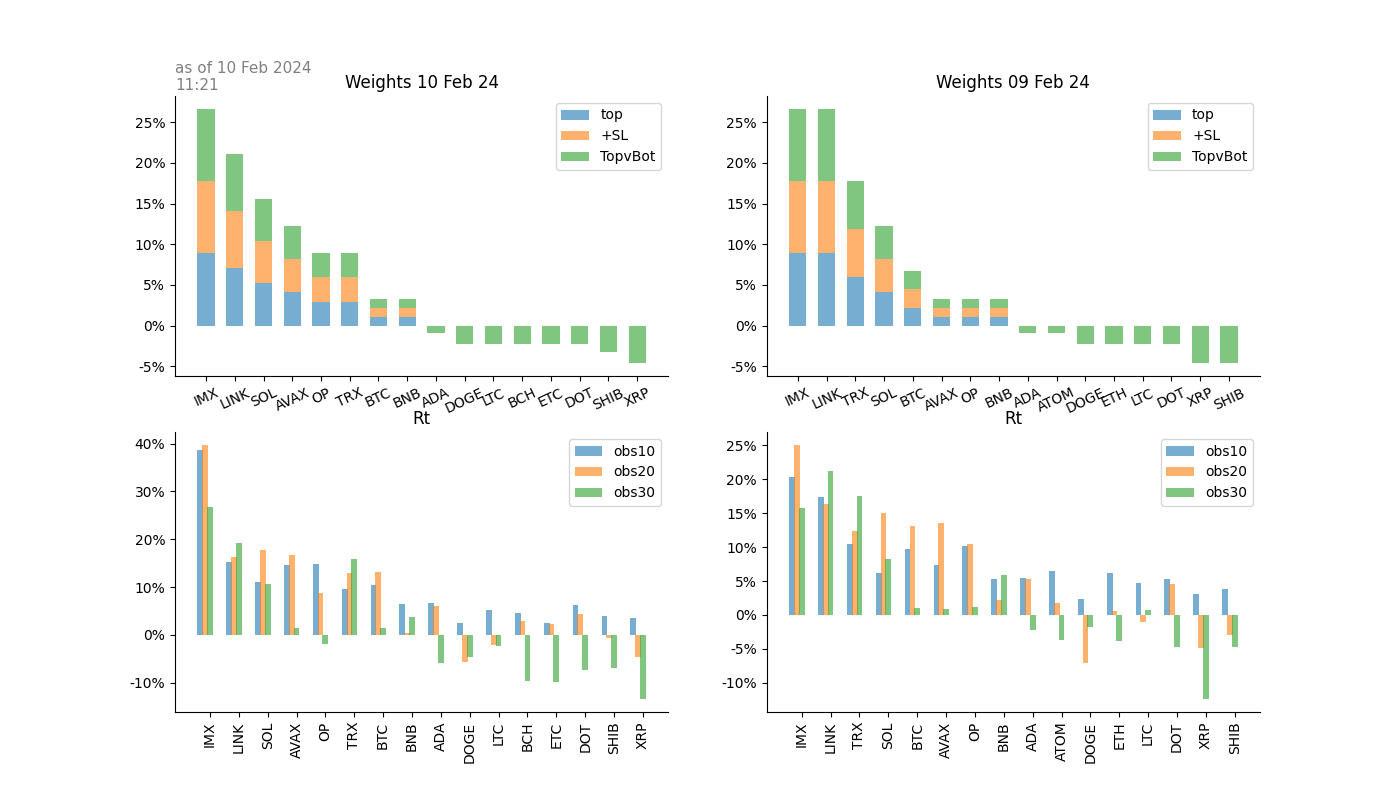 as of 10 Feb 2024
11:21
Weights 10 Feb 24
25%
20%
15%
10%
5%
0%
-5%
top
+SL
TopvBot
IMX LINK SOL AVAX OP TRX BTC BNB ADA DOGE LTC BCH ETC DOT SHIB XRP
Weights 09 Feb 24
25%
20%
15%
10%
5%
0%
-5%
top
+SL
TopvBot
IMX LINK TRX SOL BTC AVAX OP BNB ADA ATOM DOGE ETH LTC DOT XRP SHIB
Rt
40%
30%
20%
10%
0%
-10%
obs10
obs20
obs30
IMX LINK SOL AVAX OP TRX BTC BNB ADA DOGE LTC BCH ETC DOT SHIB XRP
Rt
25%
20%
15%
10%
5%
0%
-5%
-10%
obs10
obs20
obs30
IMX LINK TRX SOL BTC AVAX OP BNB ADA ATOM DOGE ETH LTC DOT XRP SHIB